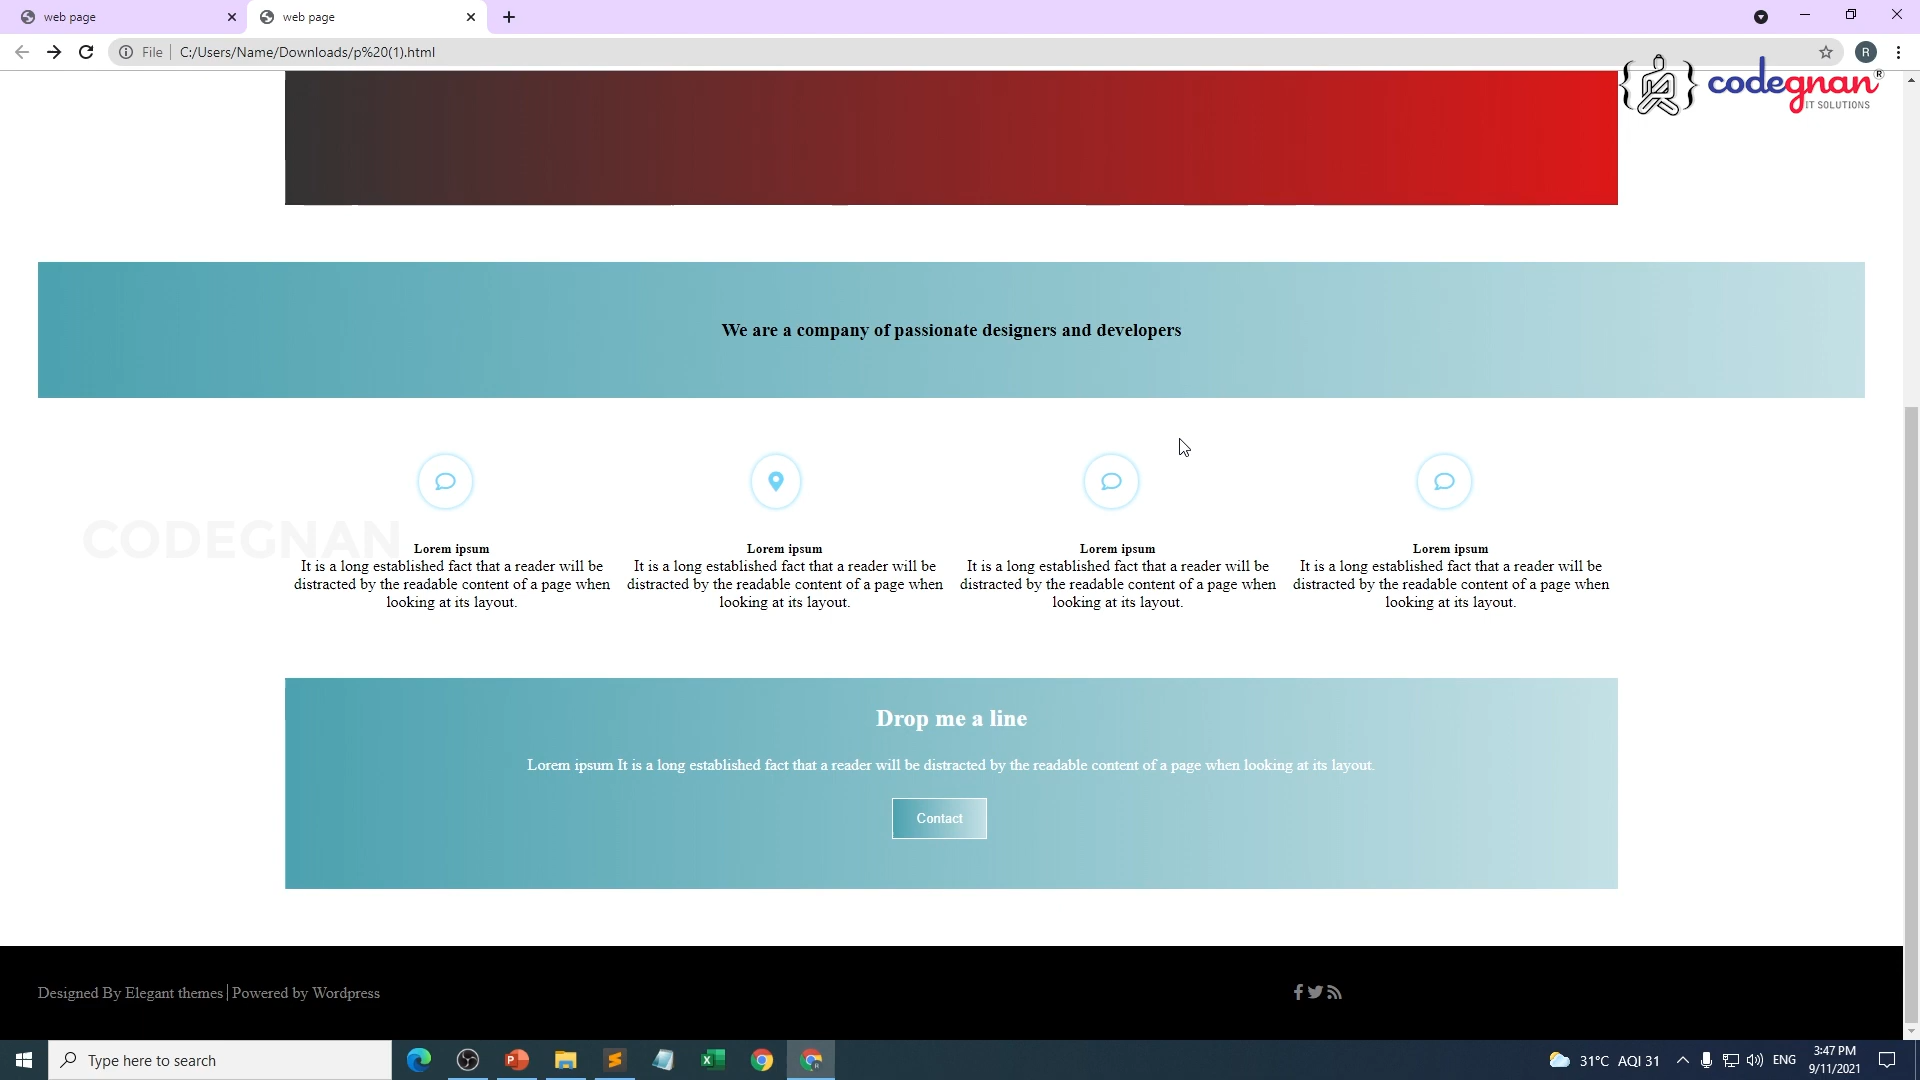 web page
web page
File
C:/Users/Name/Downloads/p%20(1).html
R
codegnan®
IT SOLUTIONS
We are a company of passionate designers and developers
CODEGNAN
Lorem ipsum
It is a long established fact that a reader will be
distracted by the readable content of a page when
looking at its layout.
Lorem ipsum
It is a long established fact that a reader will be
distracted by the readable content of a page when
looking at its layout.
Lorem ipsum
It is a long established fact that a reader will be
distracted by the readable content of a page when
looking at its layout.
Lorem ipsum
It is a long established fact that a reader will be
distracted by the readable content of a page when
looking at its layout.
Drop me a line
Lorem ipsum It is a long established fact that a reader will be distracted by the readable content of a page when looking at its layout.
Contact
Designed By Elegant themes | Powered by Wordpress
Type here to search
31°C AQI 31
ENG
3:47 PM
9/11/2021